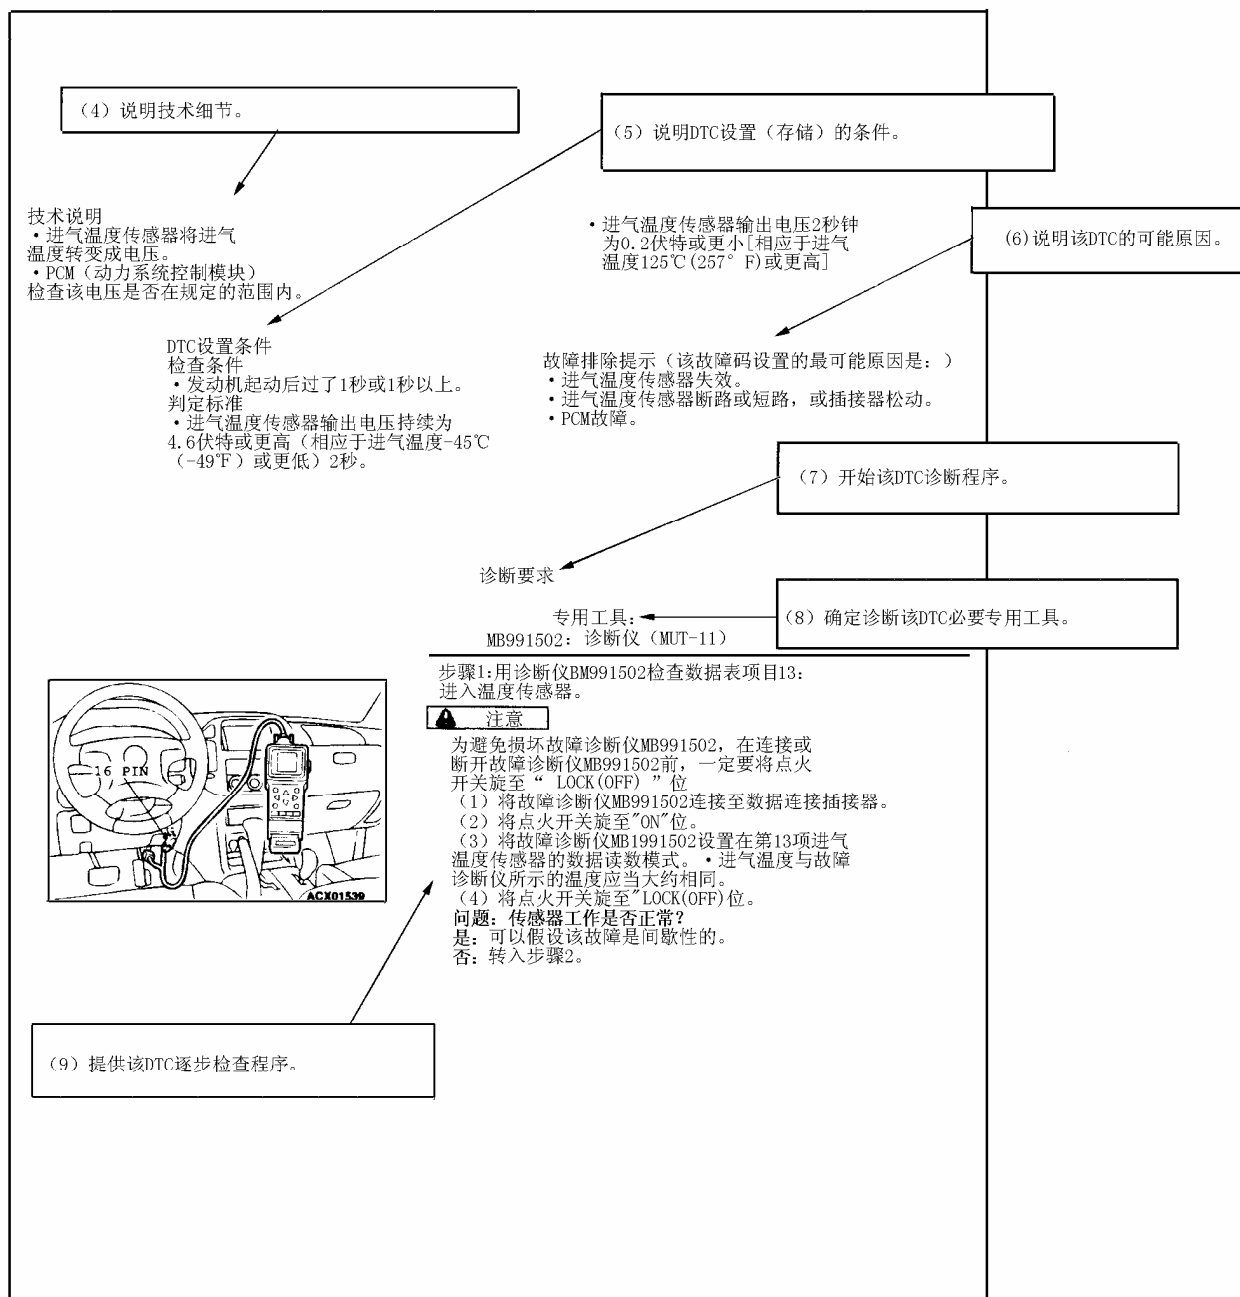 (4) 说明技术细节。
(5) 说明DTC设置（存储）的条件。
技术说明
·进气温度传感器将进气
温度转变成电压。
·PCM（动力系统控制模块）
检查该电压是否在规定的范围内。
·进气温度传感器输出电压2秒钟
为0.2伏特或更小[相应于进气
温度125℃(257° F)或更高]
(6)说明该DTC的可能原因。
DTC设置条件
检查条件
·发动机起动后过了1秒或1秒以上。
判定标准
·进气温度传感器输出电压持续为
4.6伏特或更高（相应于进气温度-45℃
（-49℉）或更低）2秒。
故障排除提示（该故障码设置的最可能原因是：）
·进气温度传感器失效。
·进气温度传感器断路或短路，或插接器松动。
·PCM故障。
（7）开始该DTC诊断程序。
诊断要求
专用工具：
MB991502：诊断仪（MUT-11）
（8）确定诊断该DTC必要专用工具。
步骤1:用诊断仪BM991502检查数据表项目13：
进入温度传感器。
注意
为避免损坏故障诊断仪MB991502，在连接或
断开故障诊断仪MB991502前，一定要将点火
开关旋至“ LOCK(OFF) ”位
（1）将故障诊断仪MB991502连接至数据连接插接器。
（2）将点火开关旋至"ON"位。
（3）将故障诊断仪MB1991502设置在第13项进气
温度传感器的数据读数模式。·进气温度与故障
诊断仪所示的温度应当大约相同。
（4）将点火开关旋至"LOCK(OFF)位。
问题：传感器工作是否正常？
是：可以假设该故障是间歇性的。
否：转入步骤2。
16 PIN
ACX01539
（9）提供该DTC逐步检查程序。